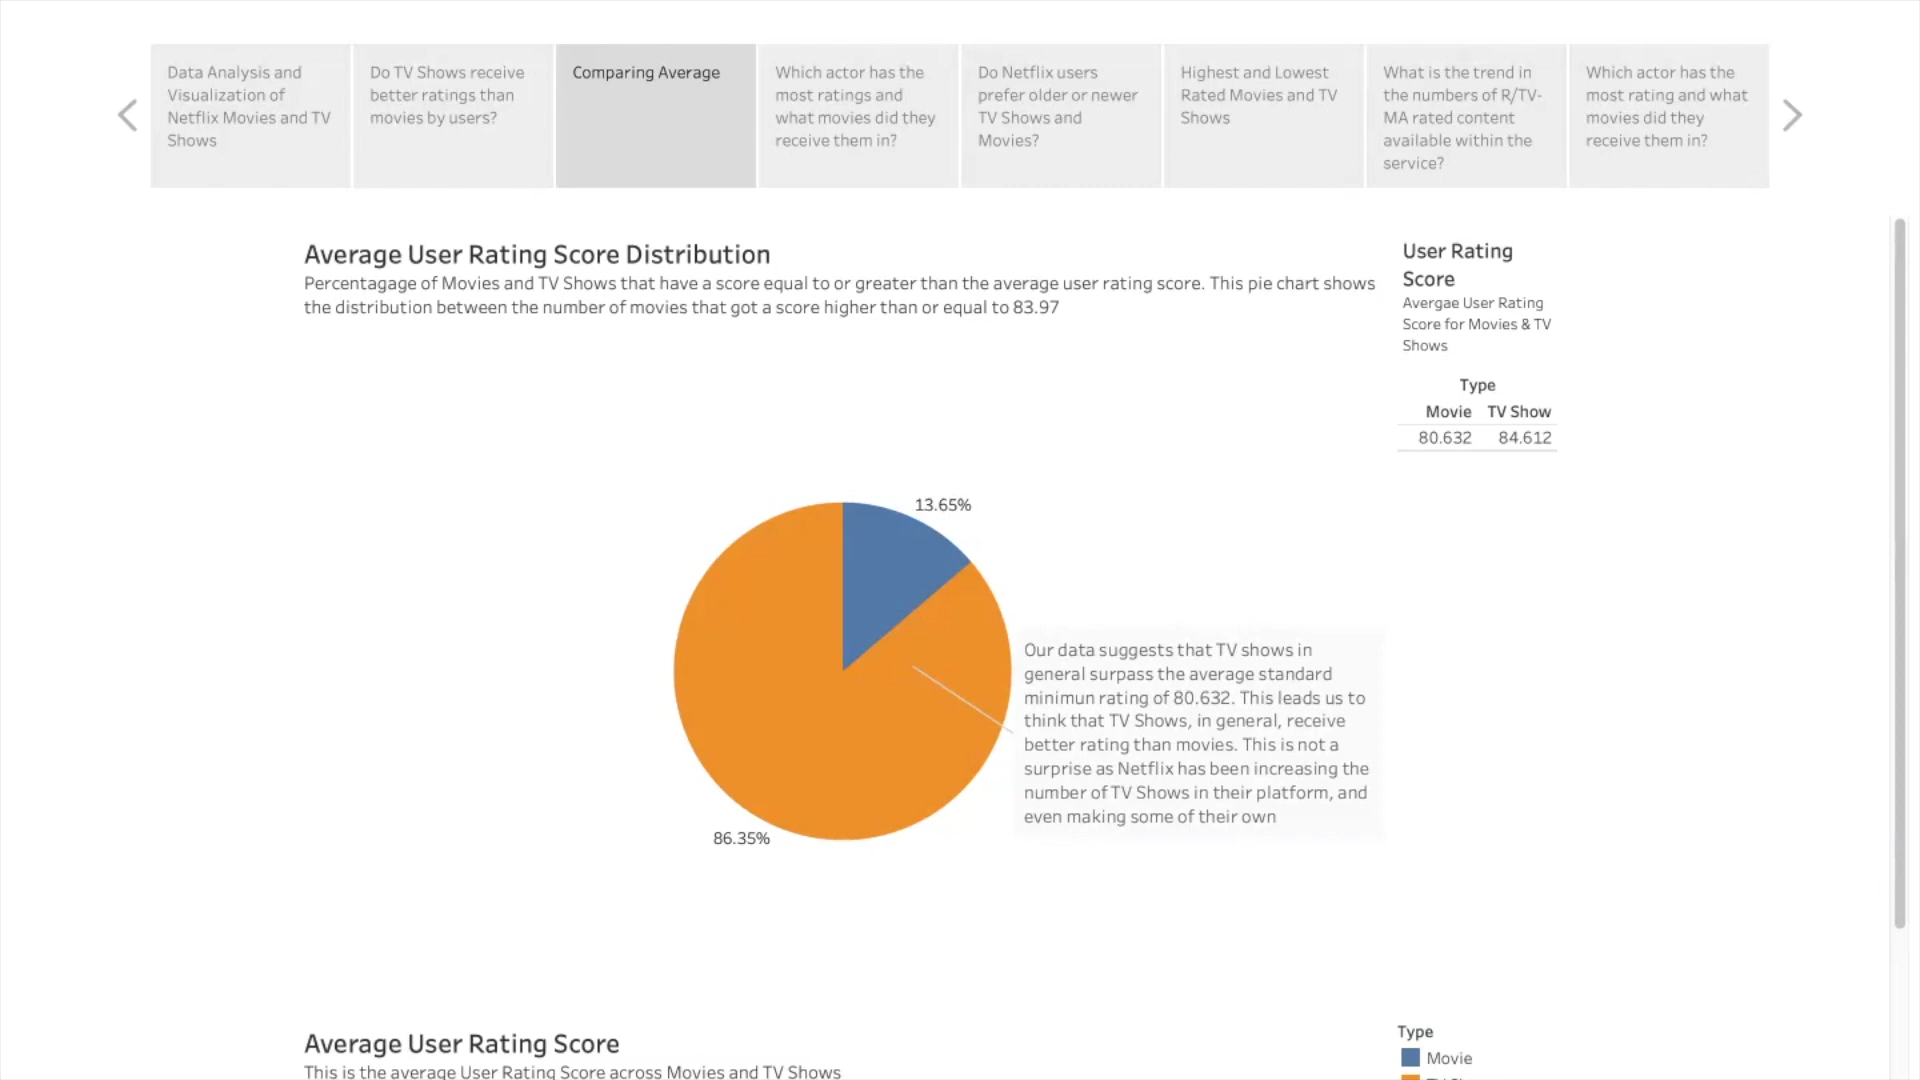 Data Analysis and
Visualization of
Netflix Movies and TV
Shows
Do TV Shows receive
better ratings than
movies by users?
Comparing Average
Which actor has the
most ratings and
what movies did they
receive them in?
Do Netflix users
prefer older or newer
TV Shows and
Movies?
Highest and Lowest
Rated Movies and TV
Shows
What is the trend in
the numbers of R/TV-
MA rated content
available within the
service?
Which actor has the
most rating and what
movies did they
receive them in?
Average User Rating Score Distribution
Percentagage of Movies and TV Shows that have a score equal to or greater than the average user rating score. This pie chart shows
the distribution between the number of movies that got a score higher than or equal to 83.97
User Rating
Score
Avergae User Rating
Score for Movies & TV
Shows
Type
Movie TV Show
80.632 84.612
13.65%
Our data suggests that TV shows in
general surpass the average standard
minimun rating of 80.632. This leads us to
think that TV Shows, in general, receive
better rating than movies. This is not a
surprise as Netflix has been increasing the
number of TV Shows in their platform, and
even making some of their own
86.35%
Average User Rating Score
This is the average User Rating Score across Movies and TV Shows
Type
Movie